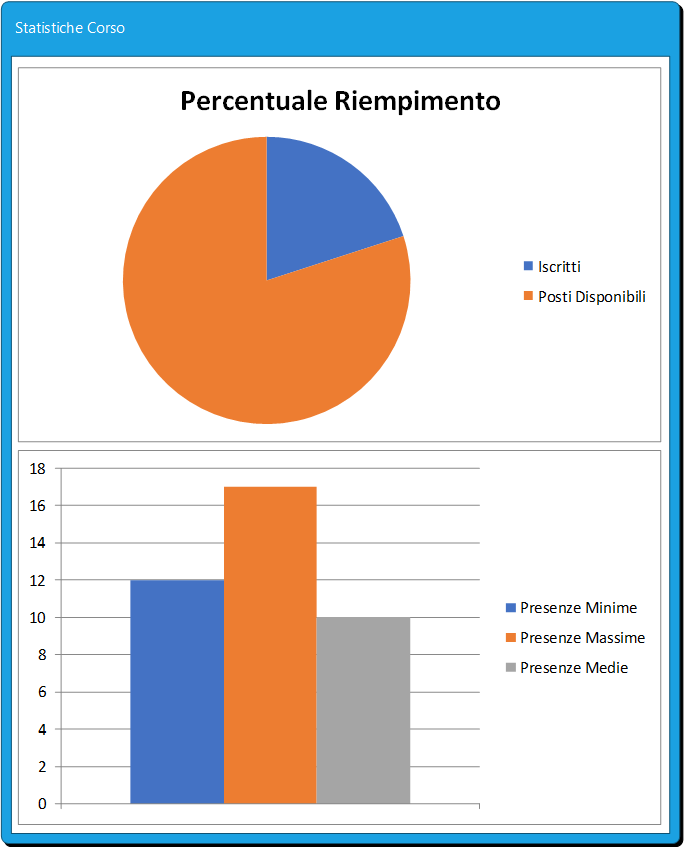 Statistiche Corso
Percentuale Riempimento
Iscritti
Posti Disponibili
18
16
14
12
10
8
6
4
2
0
Presenze Minime
Presenze Massime
Presenze Medie